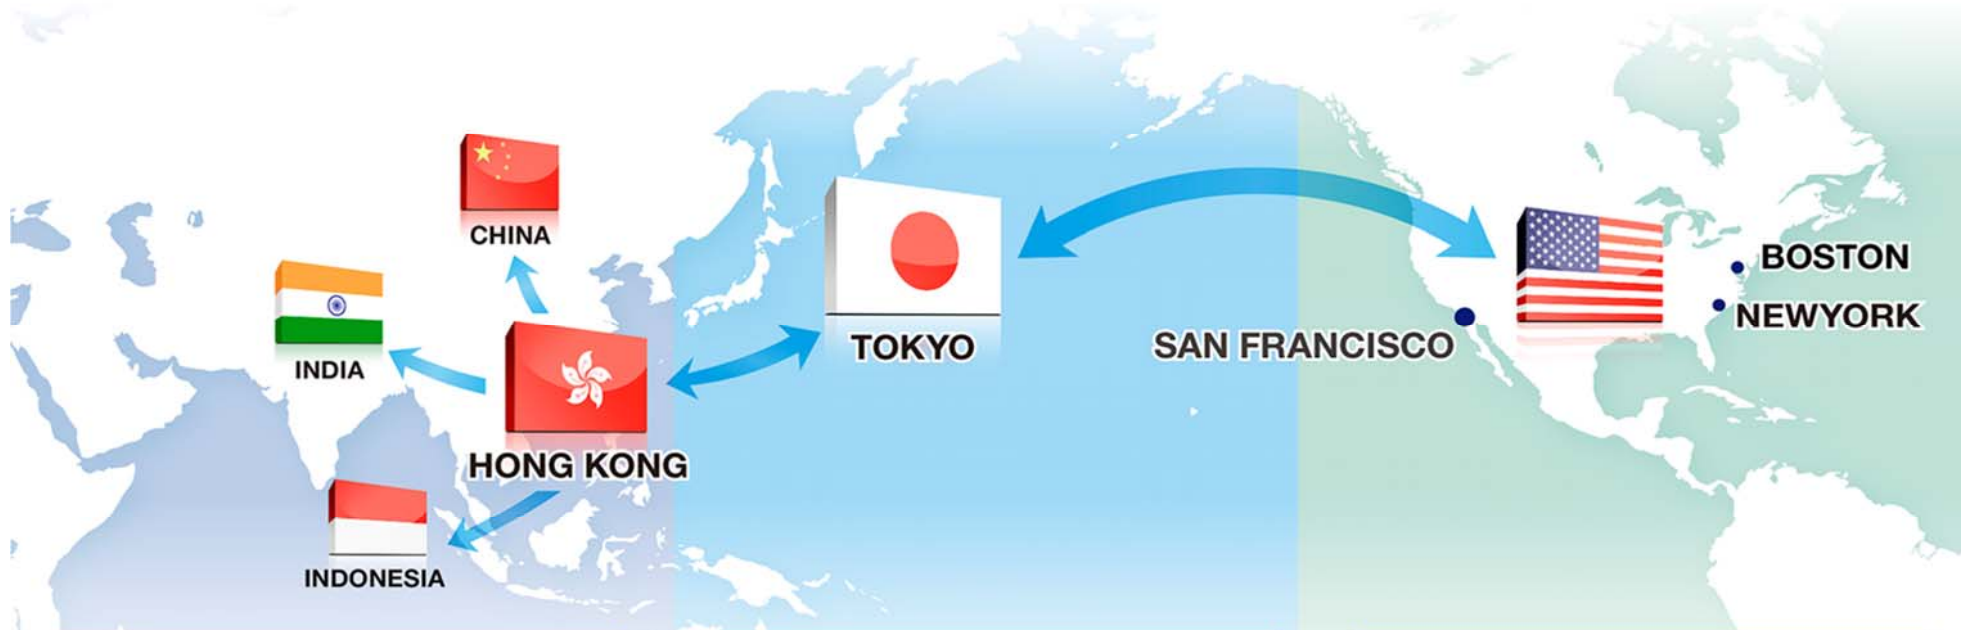 CHINA
INDIA
HONG KONG
INDONESIA
TOKYO
SAN FRANCISCO
BOSTON
NEWYORK